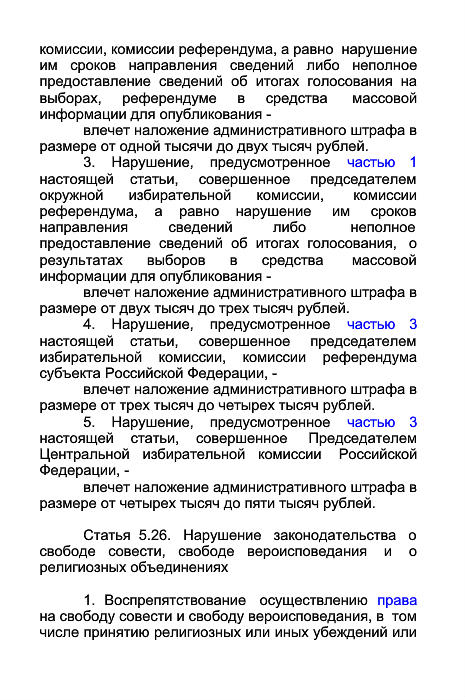 комиссии, комиссии референдума, а равно нарушение
им сроков направления сведений либо неполное
предоставление сведений об итогах голосования на
выборах, референдуме в средства массовой
информации для опубликования -
влечет наложение административного штрафа в
размере от одной тысячи до двух тысяч рублей.
3. Нарушение, предусмотренное частью 1
настоящей статьи, совершенное председателем
окружной избирательной комиссии, комиссии
референдума, а равно нарушение им сроков
направления сведений либо неполное
предоставление сведений об итогах голосования, о
результатах выборов в средства массовой
информации для опубликования -
влечет наложение административного штрафа в
размере от двух тысяч до трех тысяч рублей.
4. Нарушение, предусмотренное частью 3
настоящей статьи, совершенное председателем
избирательной комиссии, комиссии референдума
субъекта Российской Федерации, -
влечет наложение административного штрафа в
размере от трех тысяч до четырех тысяч рублей.
5. Нарушение, предусмотренное частью 3
настоящей статьи, совершенное Председателем
Центральной избирательной комиссии Российской
Федерации, -
влечет наложение административного штрафа в
размере от четырех тысяч до пяти тысяч рублей.
Статья 5.26. Нарушение законодательства о
свободе совести, свободе вероисповедания и о
религиозных объединениях
1. Воспрепятствование осуществлению права
на свободу совести и свободу вероисповедания, в том
числе принятию религиозных или иных убеждений или